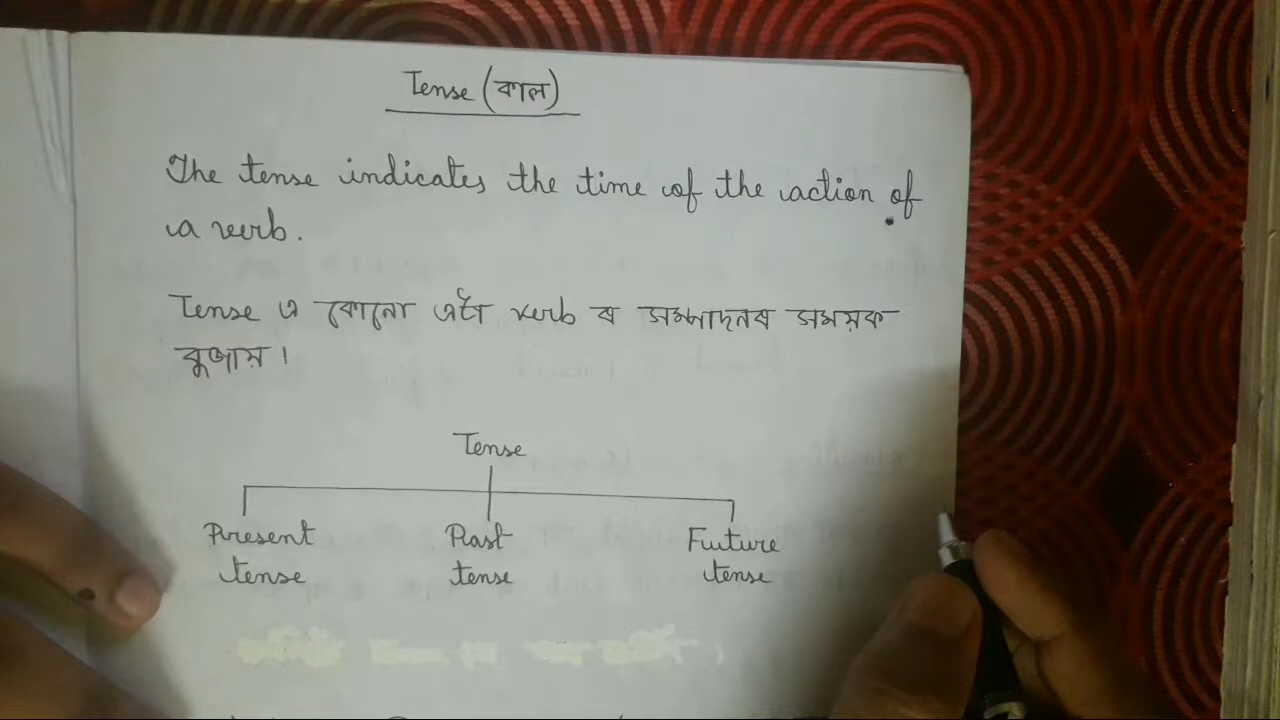 Tense (কাল)
The tense indicates the time of the action of
a verb.
Tense এ কোনো এটা verb ৰ সম্পাদনৰ সময়ক
বুজায়।
Tense
Present Past Future
tense tense tense